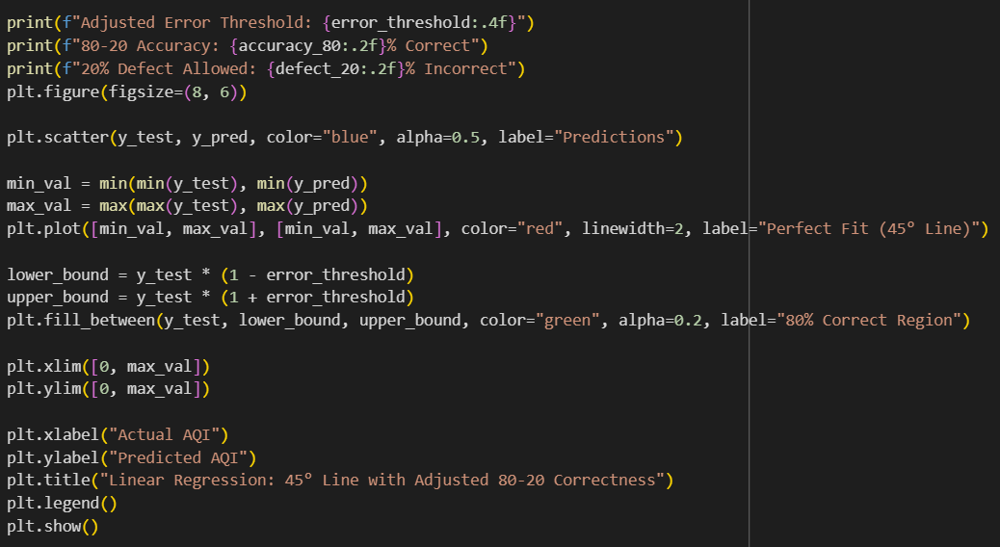 print(f"Adjusted Error Threshold: {error_threshold:.4f}")
print(f"80-20 Accuracy: {accuracy_80:.2f}% Correct")
print(f"20% Defect Allowed: {defect_20:.2f}% Incorrect")
plt.figure(figsize=(8, 6))
plt.scatter(y_test, y_pred, color="blue", alpha=0.5, label="Predictions")
min_val = min(min(y_test), min(y_pred))
max_val = max(max(y_test), max(y_pred))
plt.plot([min_val, max_val], [min_val, max_val], color="red", linewidth=2, label="Perfect Fit (45° Line)")
lower_bound = y_test * (1 - error_threshold)
upper_bound = y_test * (1 + error_threshold)
plt.fill_between(y_test, lower_bound, upper_bound, color="green", alpha=0.2, label="80% Correct Region")
plt.xlim([0, max_val])
plt.ylim([0, max_val])
plt.xlabel("Actual AQI")
plt.ylabel("Predicted AQI")
plt.title("Linear Regression: 45° Line with Adjusted 80-20 Correctness")
plt.legend()
plt.show()